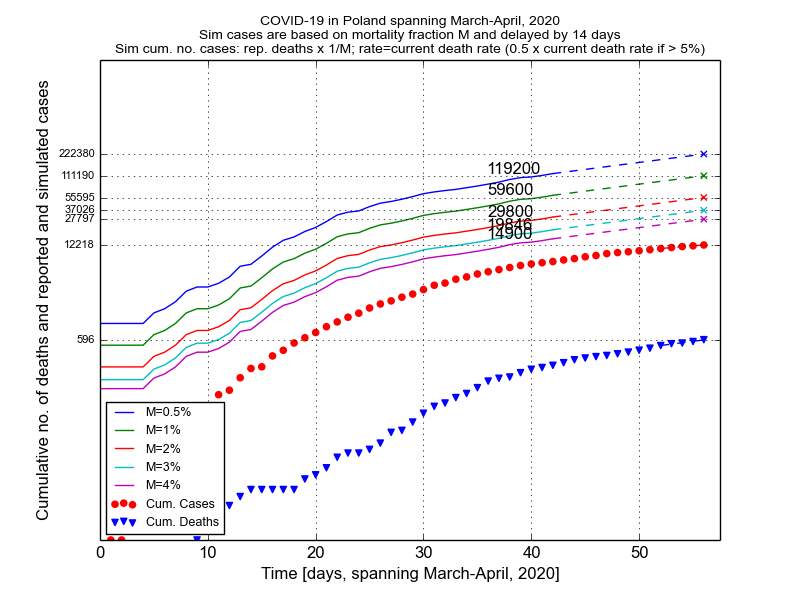 COVID-19 in Poland spanning March-April, 2020
Sim cases are based on mortality fraction M and delayed by 14 days
Sim cum. no. cases: rep. deaths x 1/M; rate=current death rate (0.5 x current death rate if > 5%)
Cumulative no. of deaths and reported and simulated cases
222380
111190
55595
37026
27797
12218
596
119200
59600
29800
19846
14900
M=0.5%
M=1%
M=2%
M=3%
M=4%
Cum. Cases
Cum. Deaths
0 10 20 30 40 50
Time [days, spanning March-April, 2020]